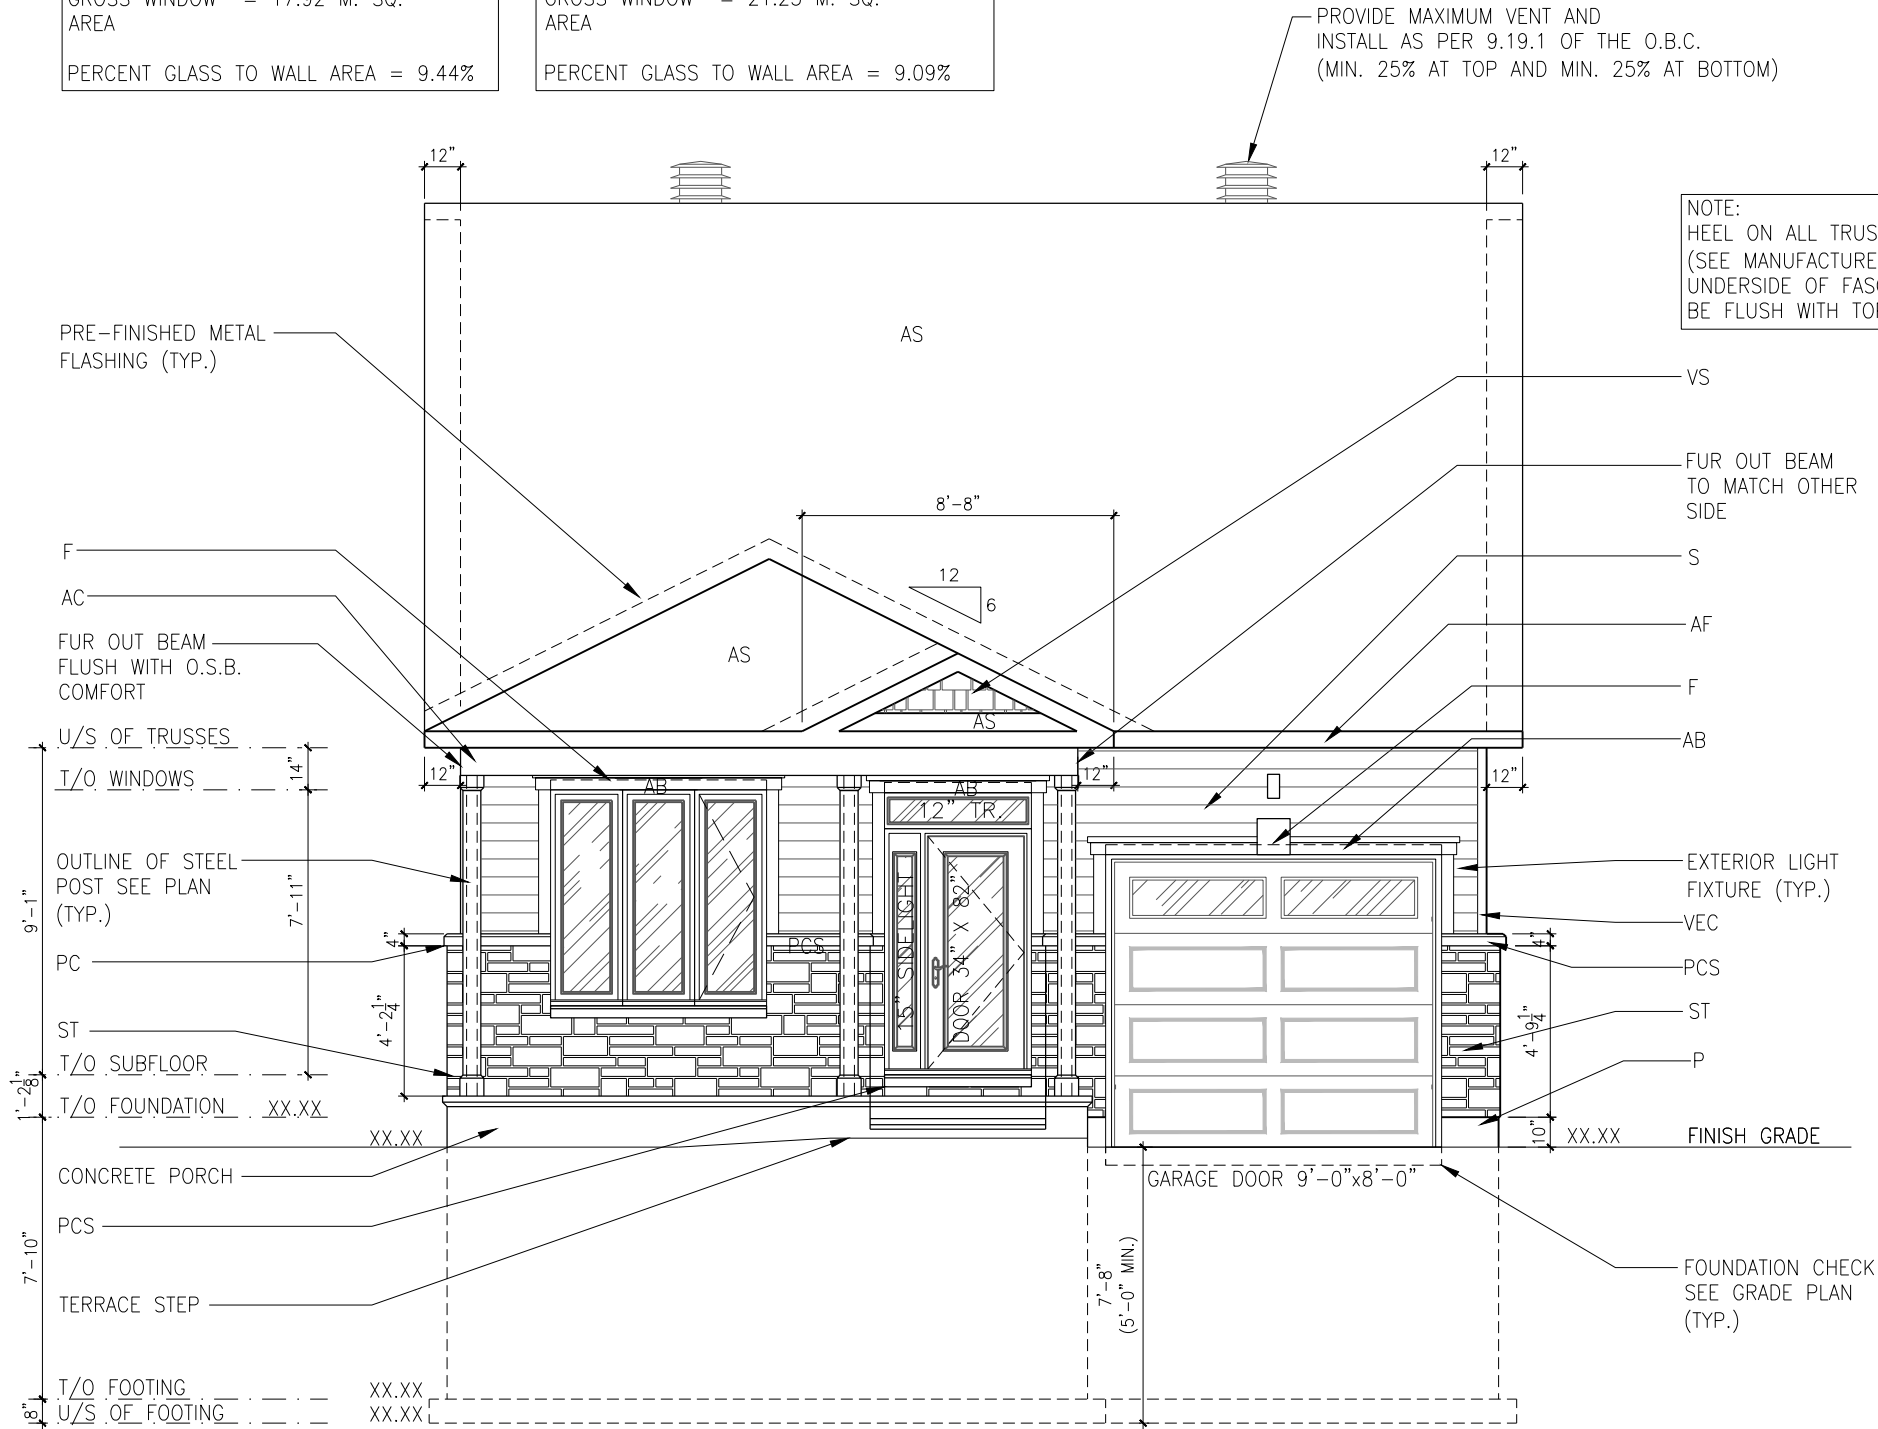 GROSS WINDOW = 17.92 M. SQ.
AREA
PERCENT GLASS TO WALL AREA = 9.44%
GROSS WINDOW = 21.25 M. SQ.
AREA
PERCENT GLASS TO WALL AREA = 9.09%
PROVIDE MAXIMUM VENT AND
INSTALL AS PER 9.19.1 OF THE O.B.C.
(MIN. 25% AT TOP AND MIN. 25% AT BOTTOM)
12"
12"
NOTE:
HEEL ON ALL TRUS
(SEE MANUFACTURE
UNDERSIDE OF FASC
BE FLUSH WITH TO
PRE-FINISHED METAL
FLASHING (TYP.)
AS
VS
FUR OUT BEAM
TO MATCH OTHER
SIDE
8'-8"
F
S
12
6
AC
AF
FUR OUT BEAM
FLUSH WITH O.S.B.
COMFORT
AS
F
AS
U/S OF TRUSSES
AB
T/O WINDOWS
14"
12"
12"
12"
AB
AB
12" TR.
OUTLINE OF STEEL
POST SEE PLAN
(TYP.)
EXTERIOR LIGHT
FIXTURE (TYP.)
9'-1"
7'-11"
15" SIDELIGHT
DOOR 34" X 82"
VEC
4"
PCS
4"
PC
PCS
4'-2 1/4"
4'-9 1/4"
ST
ST
T/O SUBFLOOR
P
1'-2 1/8"
T/O FOUNDATION XX.XX
XX.XX
10"
XX.XX
FINISH GRADE
CONCRETE PORCH
GARAGE DOOR 9'-0"x8'-0"
PCS
7'-10"
7'-8"
(5'-0" MIN.)
FOUNDATION CHECK
SEE GRADE PLAN
(TYP.)
TERRACE STEP
T/O FOOTING XX.XX
U/S OF FOOTING XX.XX
8"